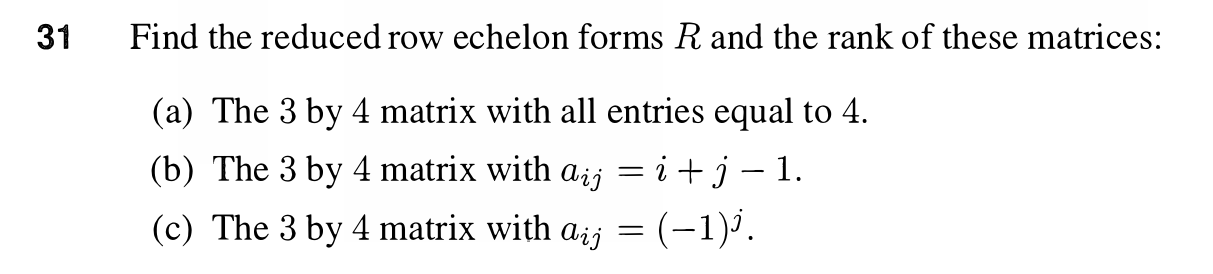 31 Find the reduced row echelon forms R and the rank of these matrices:
(a) The 3 by 4 matrix with all entries equal to 4.
(b) The 3 by 4 matrix with aᵢⱼ = i + j − 1.
(c) The 3 by 4 matrix with aᵢⱼ = (−1)ʲ.